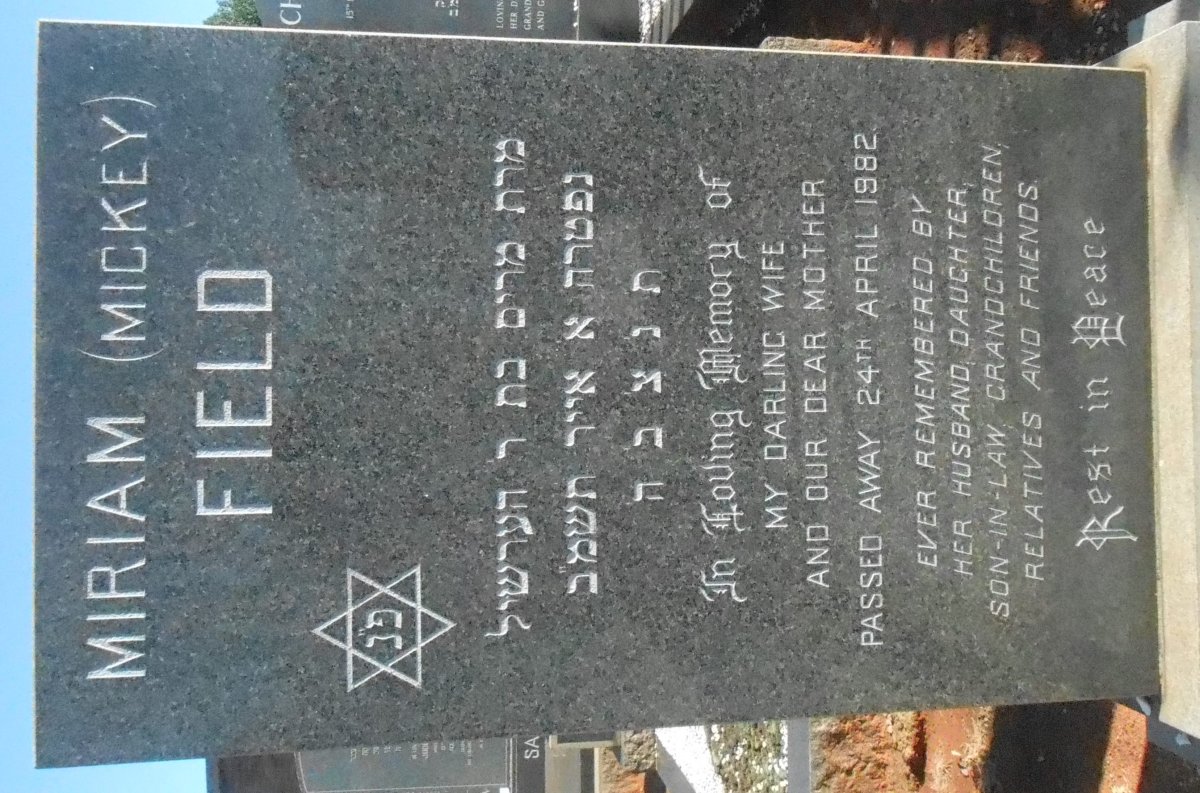 MIRIAM (MICKEY)
FIELD
פ״נ
מרת מרים בת ר הערשיל
נפטרה א אייר תשמ״ב
ת נ צ ב ה
In Loving Memory of
MY DARLING WIFE
AND OUR DEAR MOTHER
PASSED AWAY 24TH APRIL 1982.
EVER REMEMBERED BY
HER HUSBAND, DAUGHTER,
SON-IN-LAW, GRANDCHILDREN,
RELATIVES AND FRIENDS.
Rest in Peace